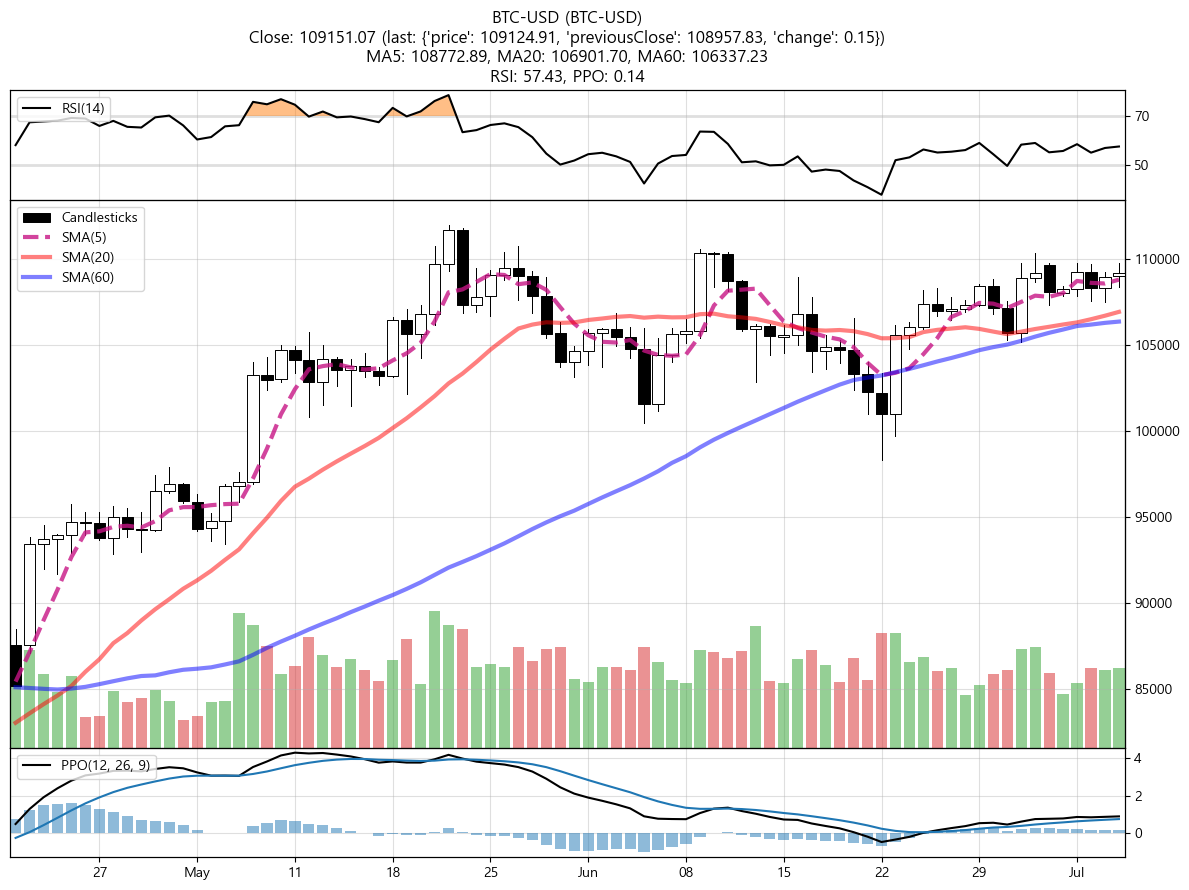 BTC-USD (BTC-USD)
Close: 109151.07 (last: {'price': 109124.91, 'previousClose': 108957.83, 'change': 0.15})
MA5: 108772.89, MA20: 106901.70, MA60: 106337.23
RSI: 57.43, PPO: 0.14
RSI(14)
70
50
Candlesticks
SMA(5)
SMA(20)
SMA(60)
110000
105000
100000
95000
90000
85000
PPO(12, 26, 9)
4
2
0
27 May 11 18 25 Jun 08 15 22 29 Jul